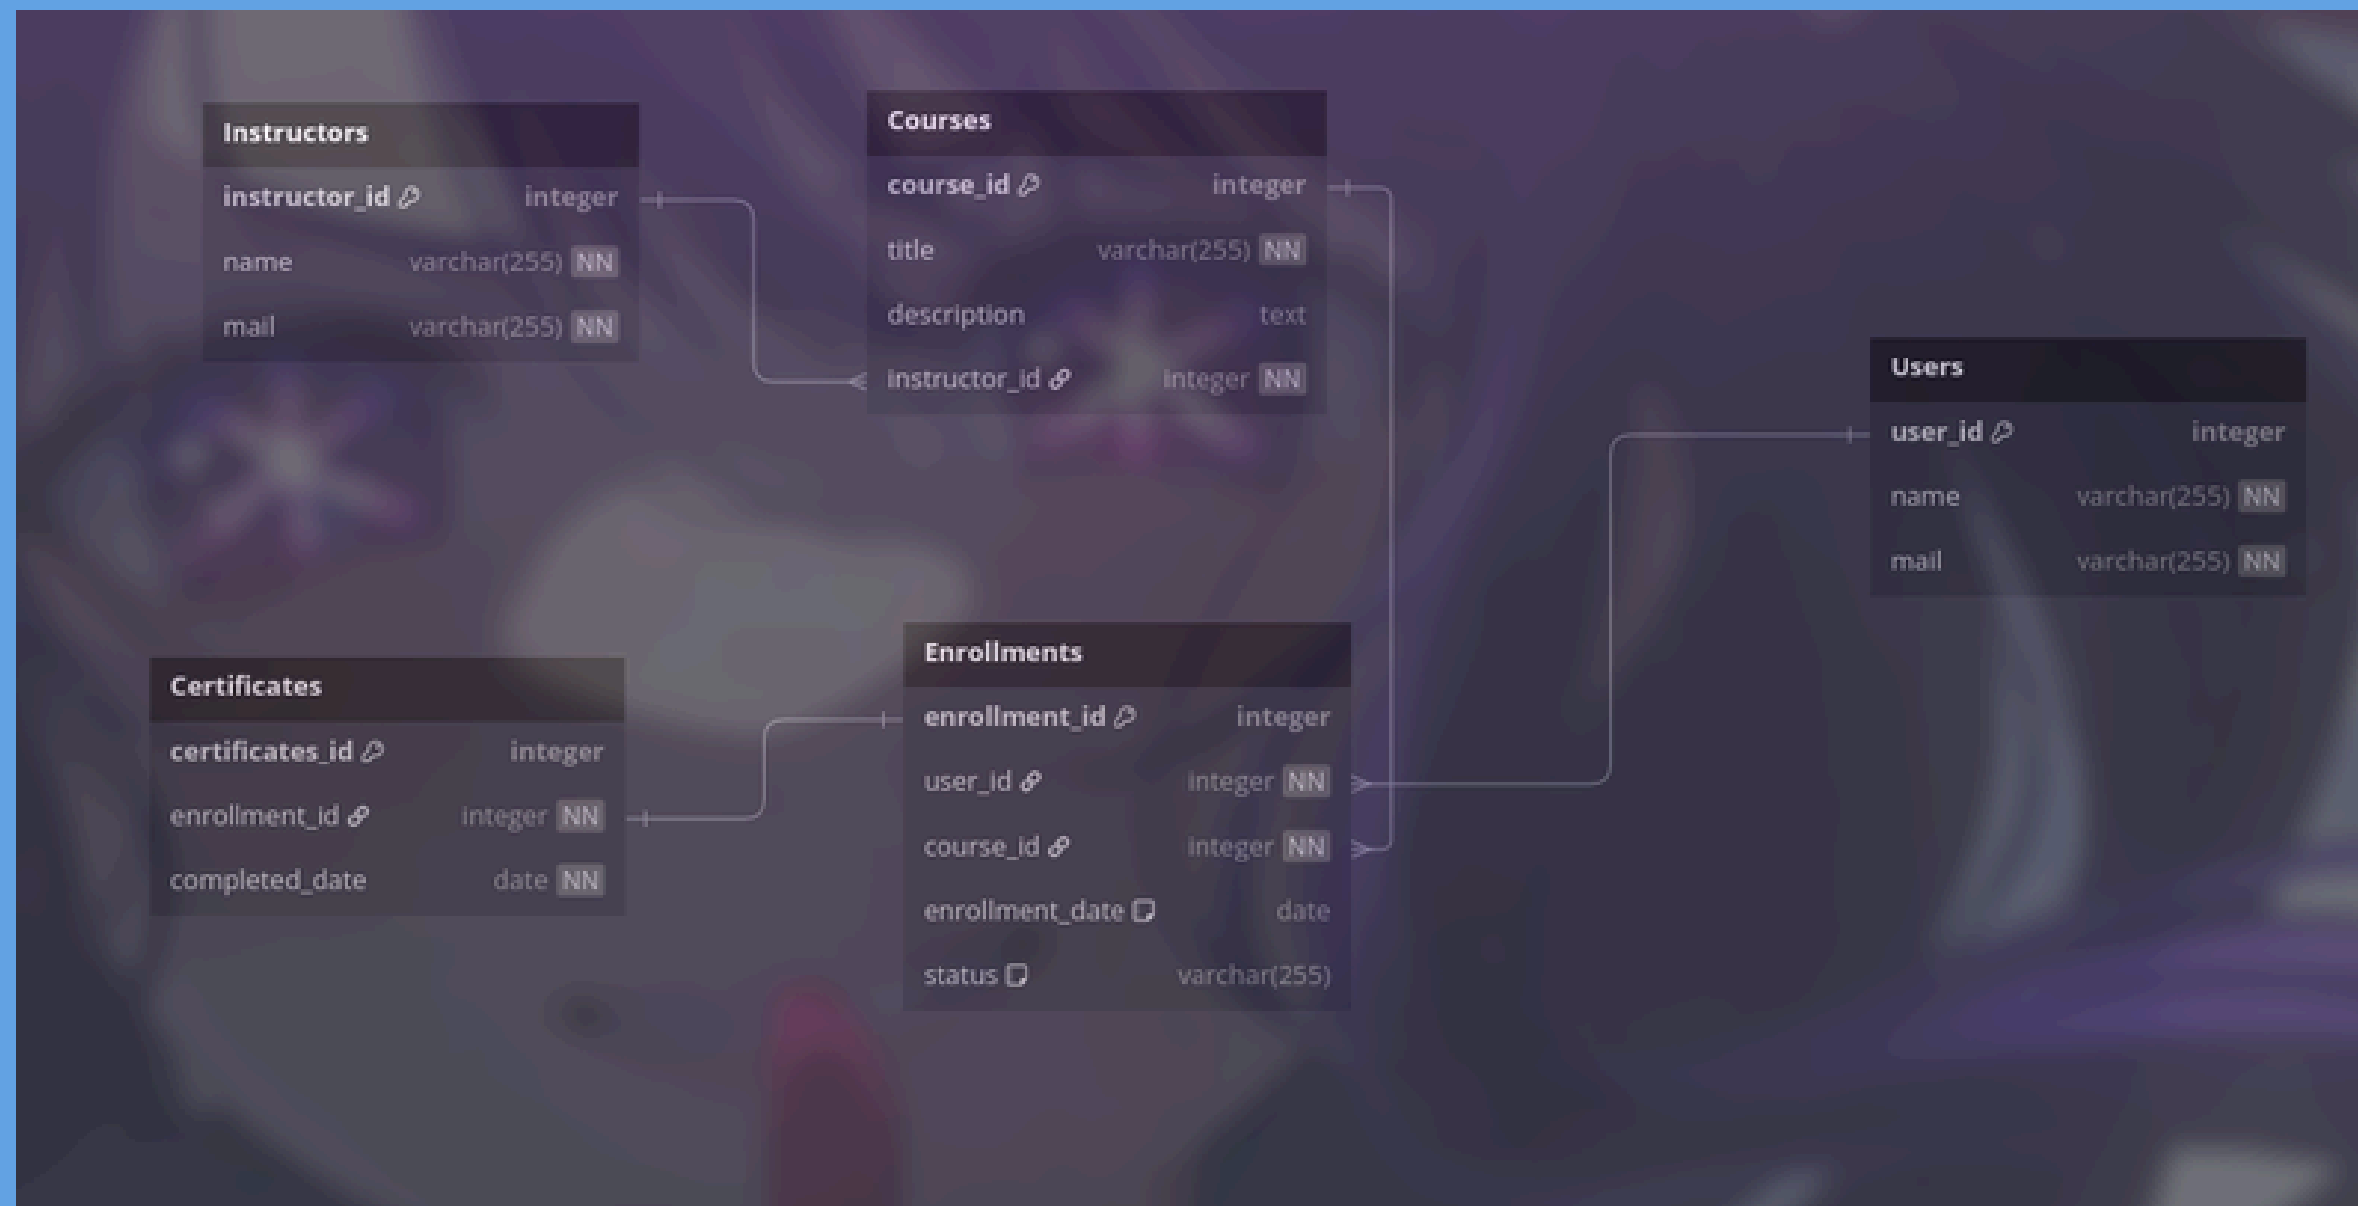 Instructors
instructor_id integer
name varchar(255) NN
mail varchar(255) NN
Courses
course_id integer
title varchar(255) NN
description text
instructor_id integer NN
Users
user_id integer
name varchar(255) NN
mail varchar(255) NN
Certificates
certificates_id integer
enrollment_id integer NN
completed_date date NN
Enrollments
enrollment_id integer
user_id integer NN
course_id integer NN
enrollment_date date
status varchar(255)